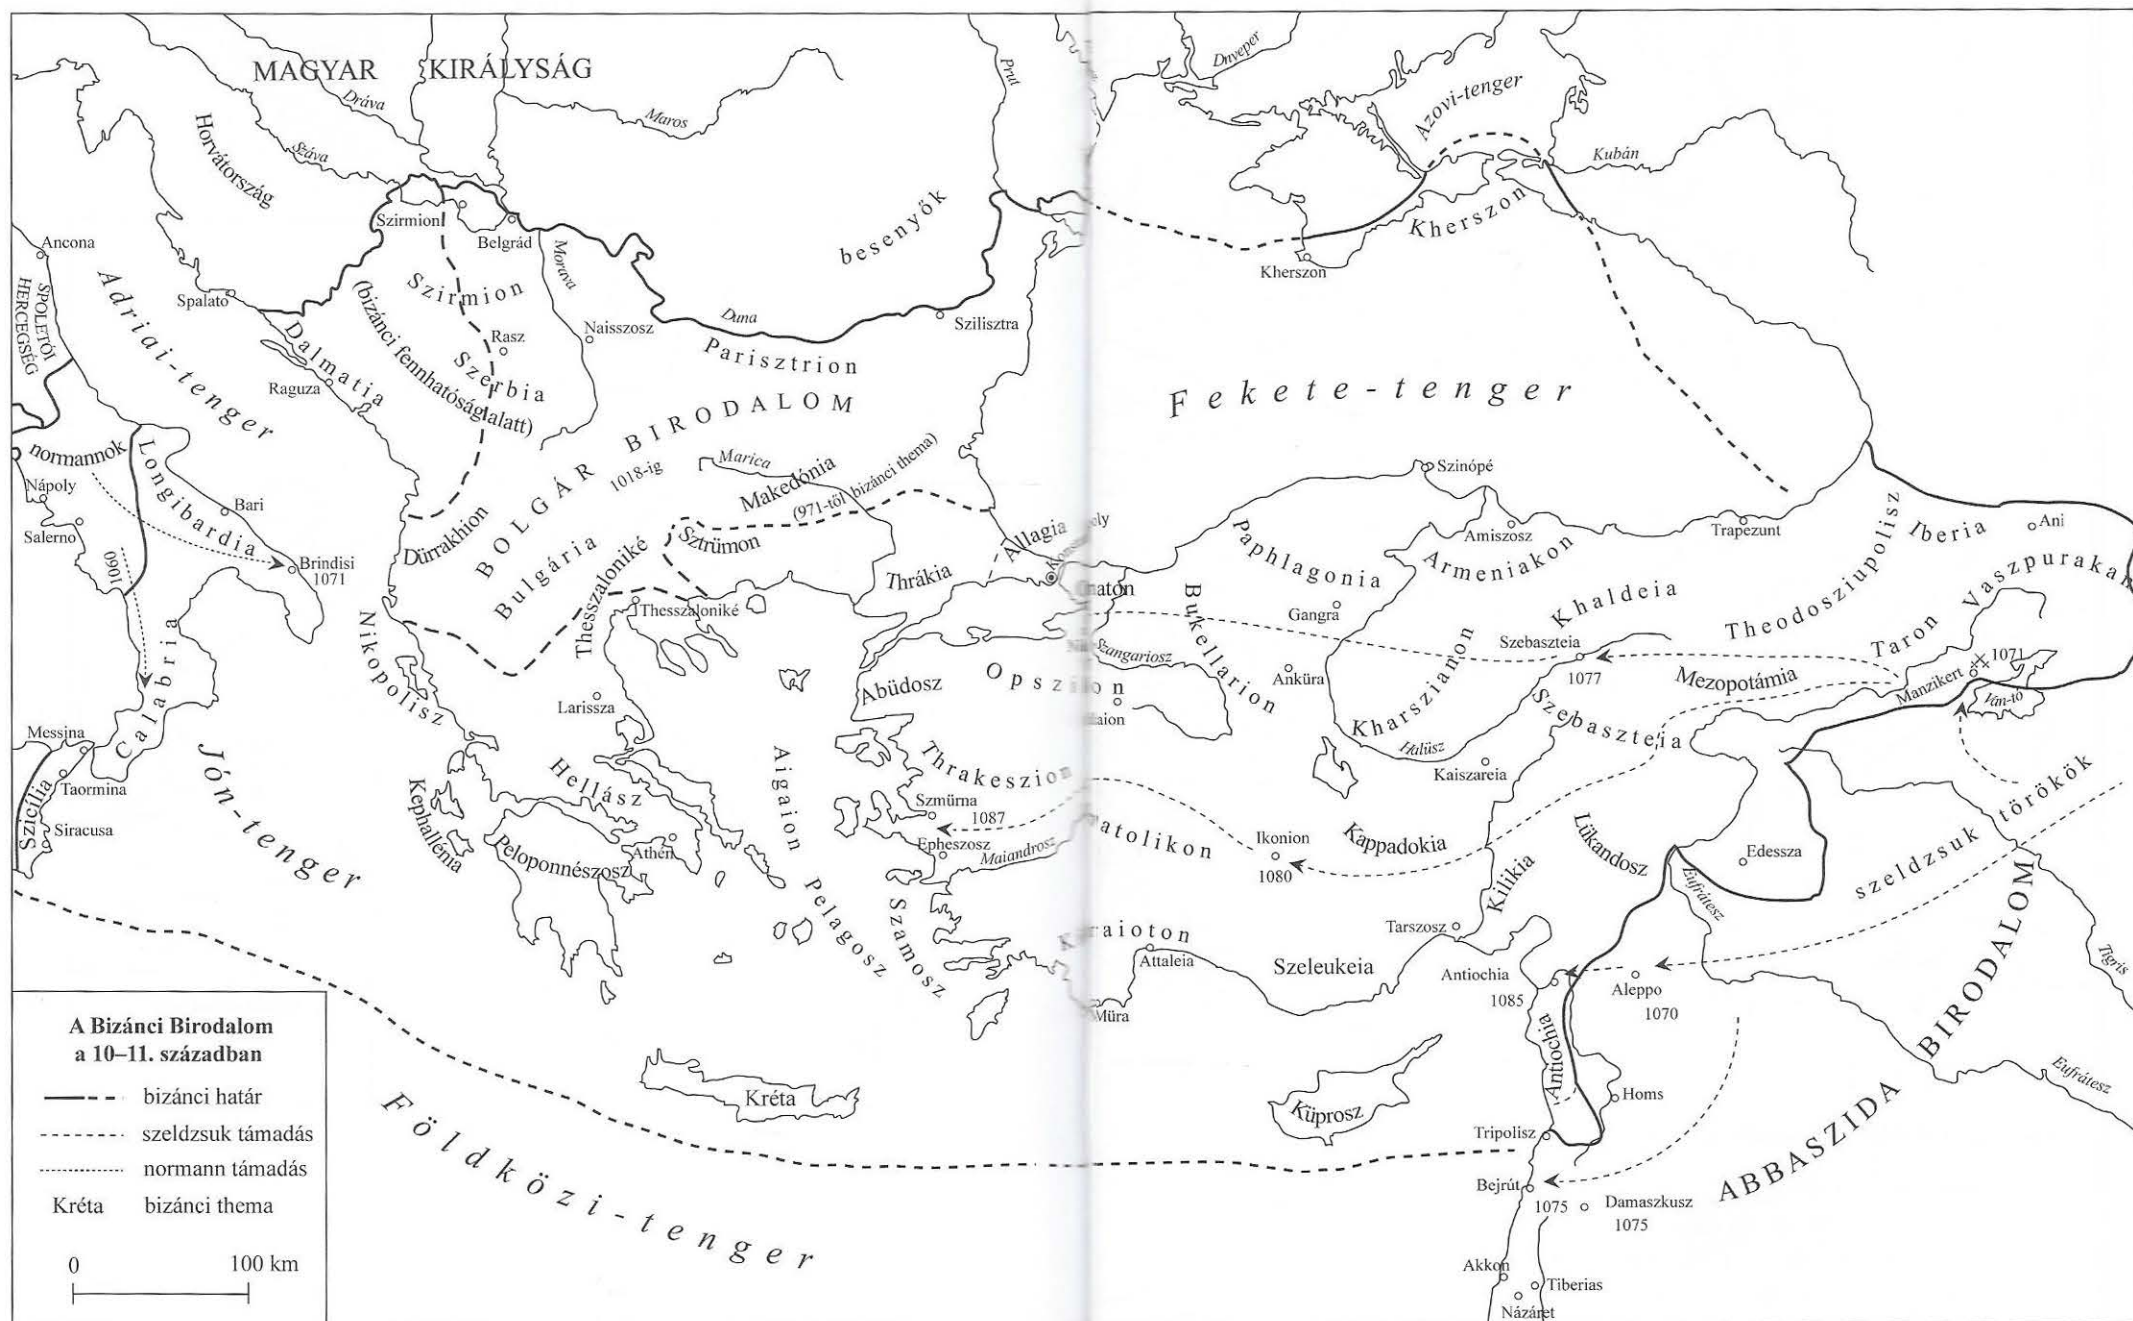 MAGYAR KIRÁLYSÁG
Dráva
Száva
Maros
Prut
Dnyeper
Azovi-tenger
Kubán
Horvátország
besenyők
Szirmion
Belgrád
Morava
Kherszon
Kherszon
Ancona
SPOLETÓI
HERCEGSÉG
Adriai-tenger
Spalato
Szirmion
(bizánci fennhatóság alatt)
Rasz
Naisszosz
Duna
Szilisztra
Parisztrion
Szerbia
Dalmatia
Raguza
Fekete-tenger
BOLGÁR BIRODALOM
1018-ig
Marica
Makedónia
(971-től bizánci thema)
normannok
Longibardia
Nápoly
Bari
Salerno
Brindisi
1071
1060
Dürrakhion
Bulgária
Thesszaloniké
Sztrümon
Thesszaloniké
Thrákia
Allagia
Szinópé
Paphlagonia
Amiszosz
Armeniakon
Trapezunt
Theodosziupolisz
Iberia
Ani
Vaszpurakan
Khaldeia
Gangra
Bukellarion
Szangariosz
Szebaszteia
1077
Taron
Mezopotámia
Manzikert
1071
Ván-tó
Nikopolisz
Calabria
Messina
Taormina
Szicília
Siracusa
Jón-tenger
Larissza
Abüdosz
Anküra
Kharszianon
Szebaszteia
Halüsz
Kaiszareia
Kephallénia
Hellász
Peloponnészosz
Athén
Aigaion
Pelagosz
Thrakeszion
Szmürna
1087
Epheszosz
Maiandrosz
Szamosz
Ikonion
1080
Kappadokia
Lükandosz
Edessza
Eufrátesz
szeldzsuk törökök
Kilikia
Tarszosz
Attaleia
Müra
Szeleukeia
Antiochia
1085
Aleppo
1070
Tigris
ABBASZIDA BIRODALOM
Eufrátesz
Antiochia
Homs
Küprosz
Kréta
Tripolisz
Bejrút
1075
Damaszkusz
1075
Akkon
Tiberias
Názáret
Földközi-tenger
A Bizánci Birodalom
a 10–11. században
bizánci határ
szeldzsuk támadás
normann támadás
Kréta bizánci thema
0 100 km